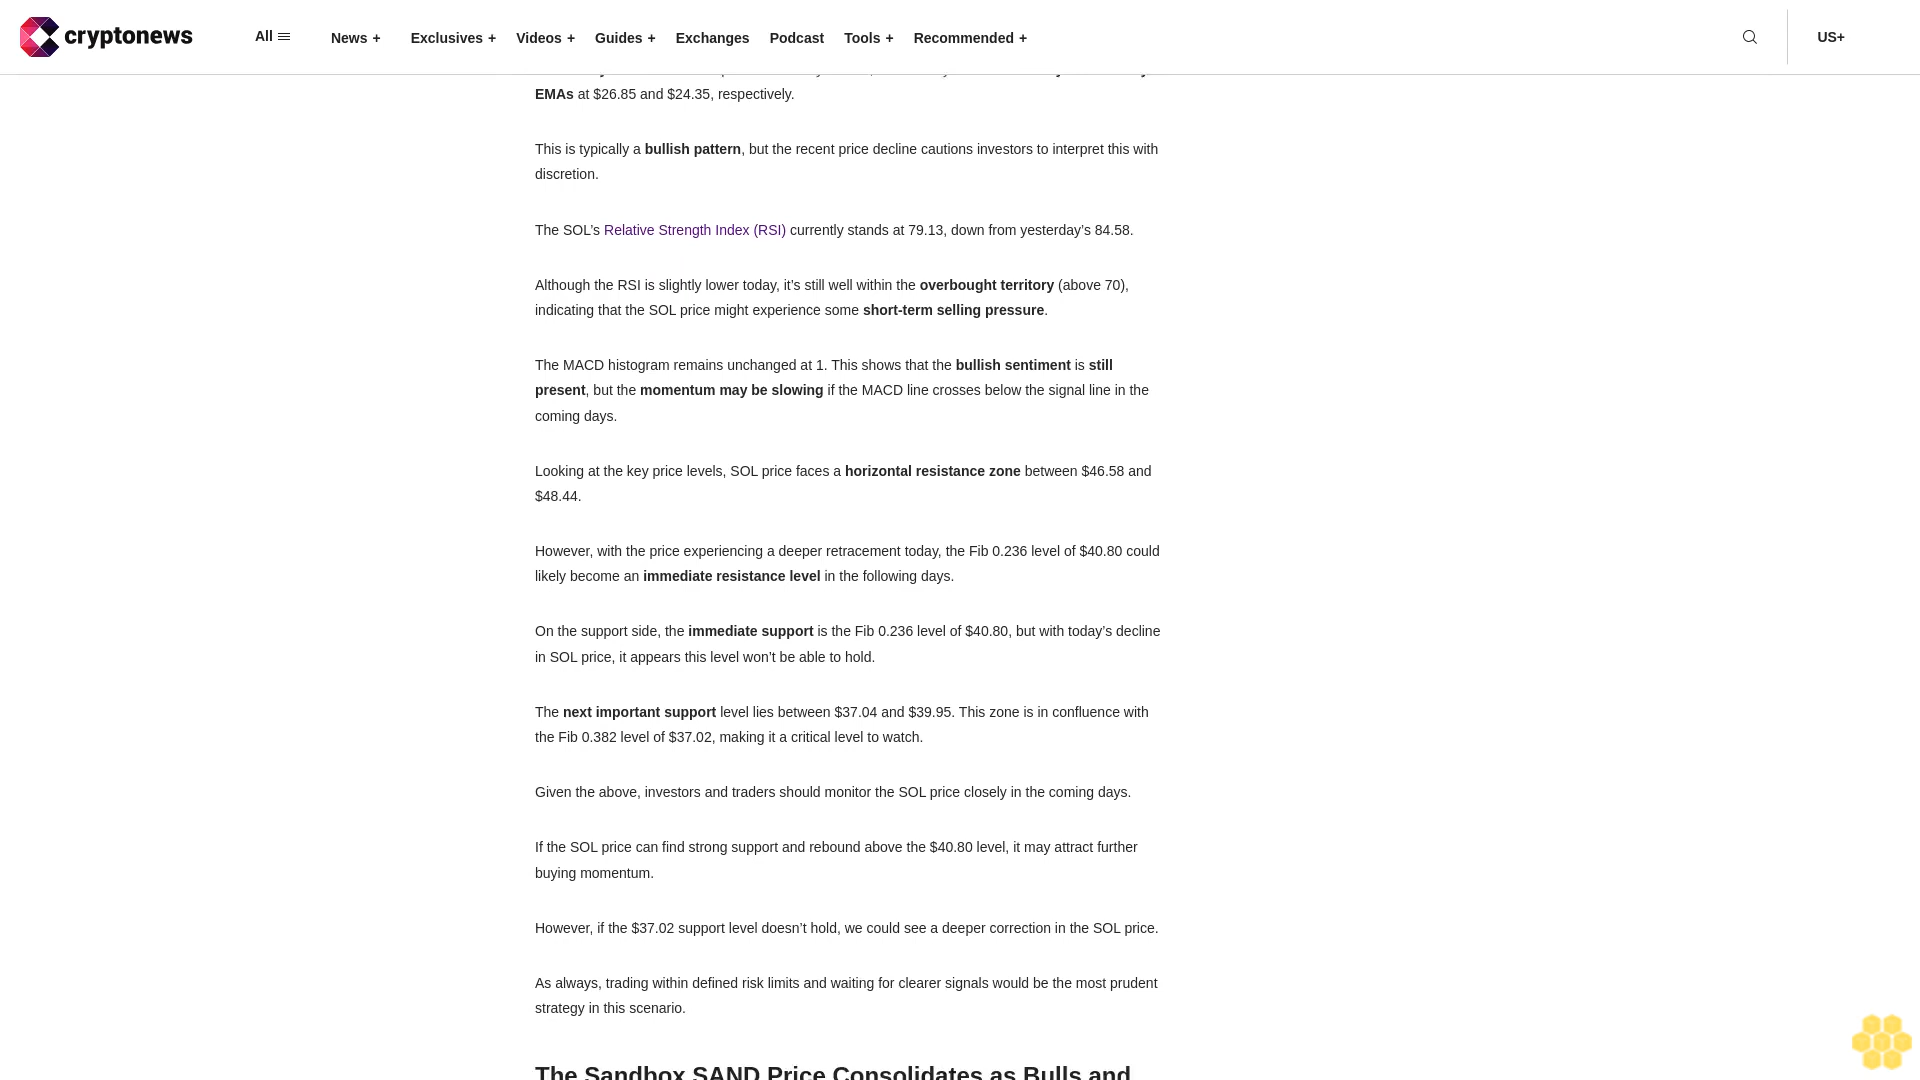 cryptonews
All
News +
Exclusives +
Videos +
Guides +
Exchanges
Podcast
Tools +
Recommended +
US+
EMAs at $26.85 and $24.35, respectively.
This is typically a bullish pattern, but the recent price decline cautions investors to interpret this with
discretion.
The SOL’s Relative Strength Index (RSI) currently stands at 79.13, down from yesterday’s 84.58.
Although the RSI is slightly lower today, it’s still well within the overbought territory (above 70),
indicating that the SOL price might experience some short-term selling pressure.
The MACD histogram remains unchanged at 1. This shows that the bullish sentiment is still
present, but the momentum may be slowing if the MACD line crosses below the signal line in the
coming days.
Looking at the key price levels, SOL price faces a horizontal resistance zone between $46.58 and
$48.44.
However, with the price experiencing a deeper retracement today, the Fib 0.236 level of $40.80 could
likely become an immediate resistance level in the following days.
On the support side, the immediate support is the Fib 0.236 level of $40.80, but with today’s decline
in SOL price, it appears this level won’t be able to hold.
The next important support level lies between $37.04 and $39.95. This zone is in confluence with
the Fib 0.382 level of $37.02, making it a critical level to watch.
Given the above, investors and traders should monitor the SOL price closely in the coming days.
If the SOL price can find strong support and rebound above the $40.80 level, it may attract further
buying momentum.
However, if the $37.02 support level doesn’t hold, we could see a deeper correction in the SOL price.
As always, trading within defined risk limits and waiting for clearer signals would be the most prudent
strategy in this scenario.
The Sandbox SAND Price Consolidates as Bulls and